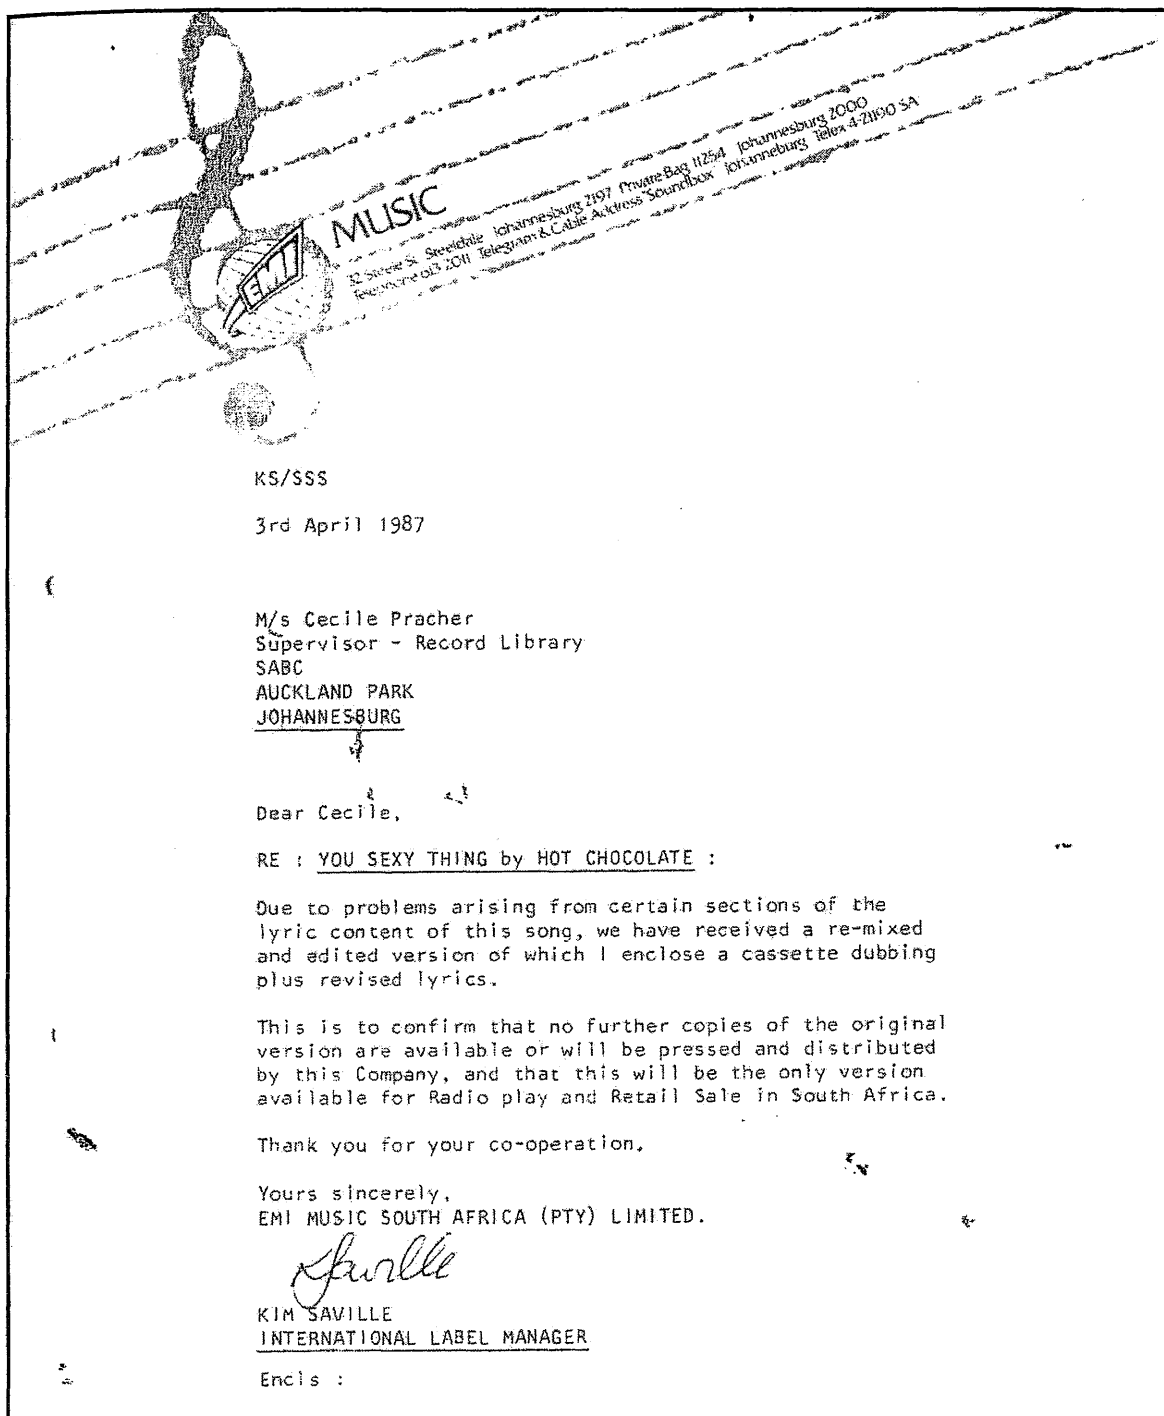 EMI MUSIC
32 Steele St. Steeldale Johannesburg 2197 Private Bag 11254 Johannesburg 2000
Telephone 613 2011 Telegram & Cable Address "Soundbox" Johanneburg Telex 4-21190 SA
KS/SSS
3rd April 1987
M/s Cecile Pracher
Supervisor - Record Library
SABC
AUCKLAND PARK
JOHANNESBURG
Dear Cecile,
RE : YOU SEXY THING by HOT CHOCOLATE :
Due to problems arising from certain sections of the
lyric content of this song, we have received a re-mixed
and edited version of which I enclose a cassette dubbing
plus revised lyrics.
This is to confirm that no further copies of the original
version are available or will be pressed and distributed
by this Company, and that this will be the only version
available for Radio play and Retail Sale in South Africa.
Thank you for your co-operation.
Yours sincerely,
EMI MUSIC SOUTH AFRICA (PTY) LIMITED.
KSaville
KIM SAVILLE
INTERNATIONAL LABEL MANAGER
Encls :